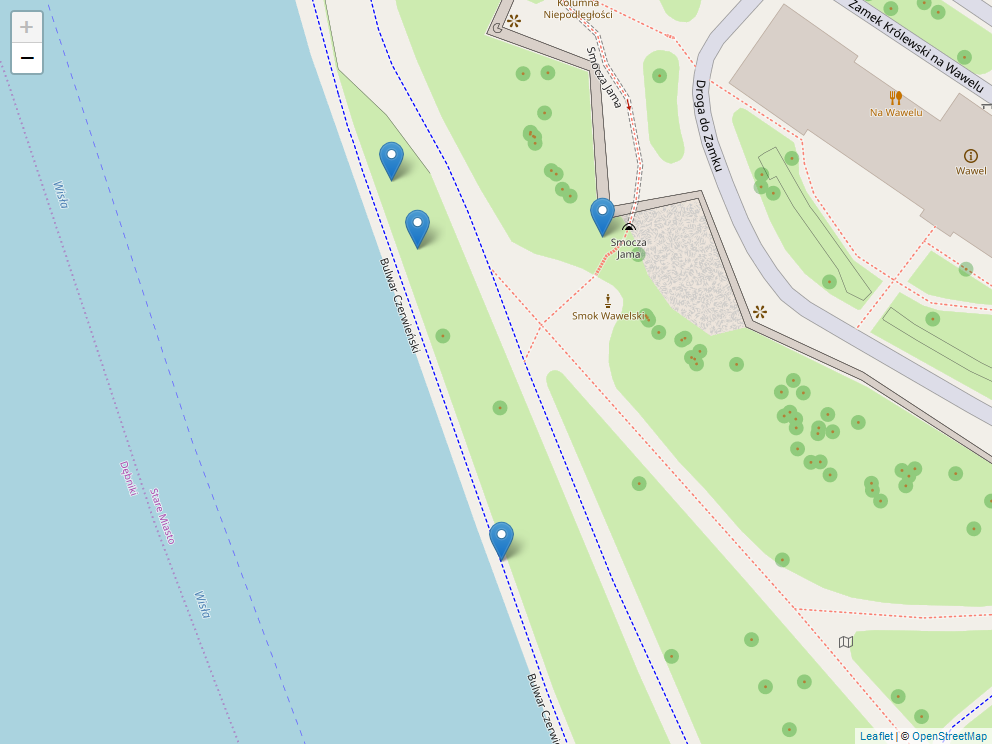 +
−
Kolumna
Niepodległości
Zamek Królewski na Wawelu
Smocza Jama
Droga do Zamku
Na Wawelu
Wawel
Wisła
Smocza
Jama
Bulwar Czerwieński
Smok Wawelski
Dębniki
Stare Miasto
Wisła
Bulwar Czerwie
Leaflet | © OpenStreetMap